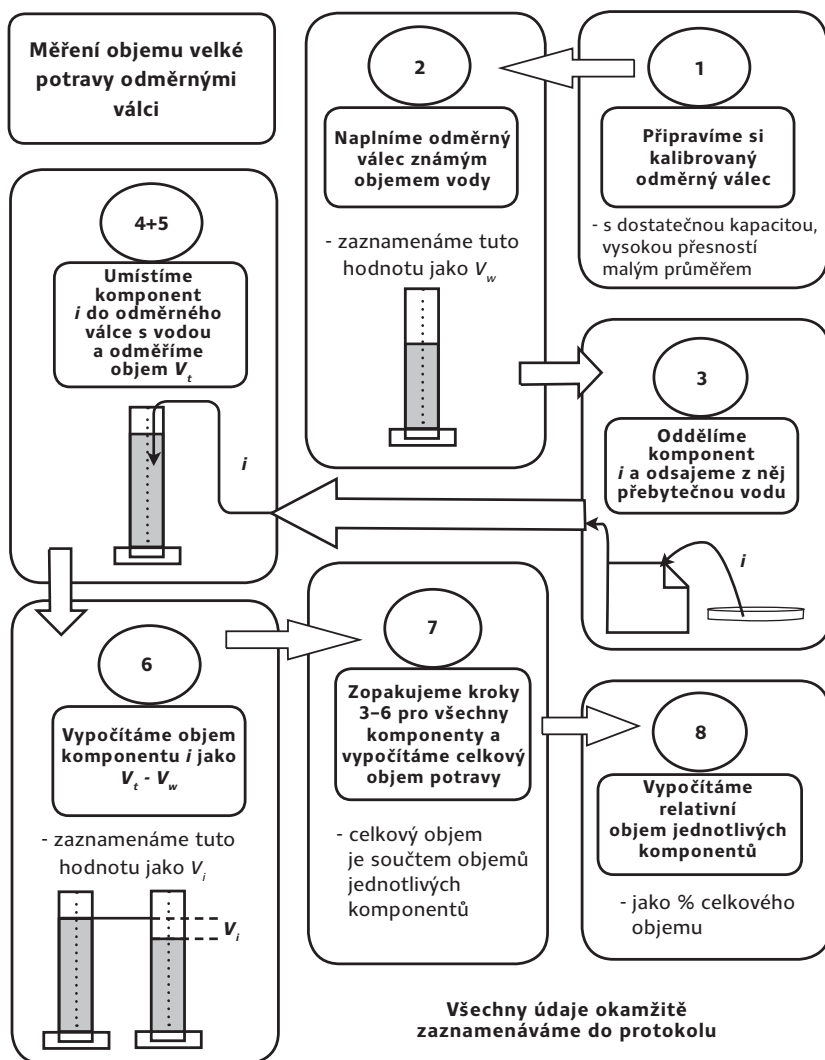 Měření objemu velké
potravy odměrnými
válci
1
Připravíme si
kalibrovaný
odměrný válec
- s dostatečnou kapacitou,
vysokou přesností
malým průměřem
2
Naplníme odměrný
válec známým
objemem vody
- zaznamenáme tuto
hodnotu jako Vw
3
Oddělíme
komponent
i a odsajeme z něj
přebytečnou vodu
i
4+5
Umístíme
komponent
i do odměrného
válce s vodou
a odměříme
objem Vt
i
6
Vypočítáme objem
komponentu i jako
Vt - Vw
- zaznamenáme tuto
hodnotu jako Vi
Vi
7
Zopakujeme kroky
3–6 pro všechny
komponenty a
vypočítáme celkový
objem potravy
- celkový objem
je součtem objemů
jednotlivých
komponentů
8
Vypočítáme
relativní
objem jednotlivých
komponentů
- jako % celkového
objemu
Všechny údaje okamžitě
zaznamenáváme do protokolu